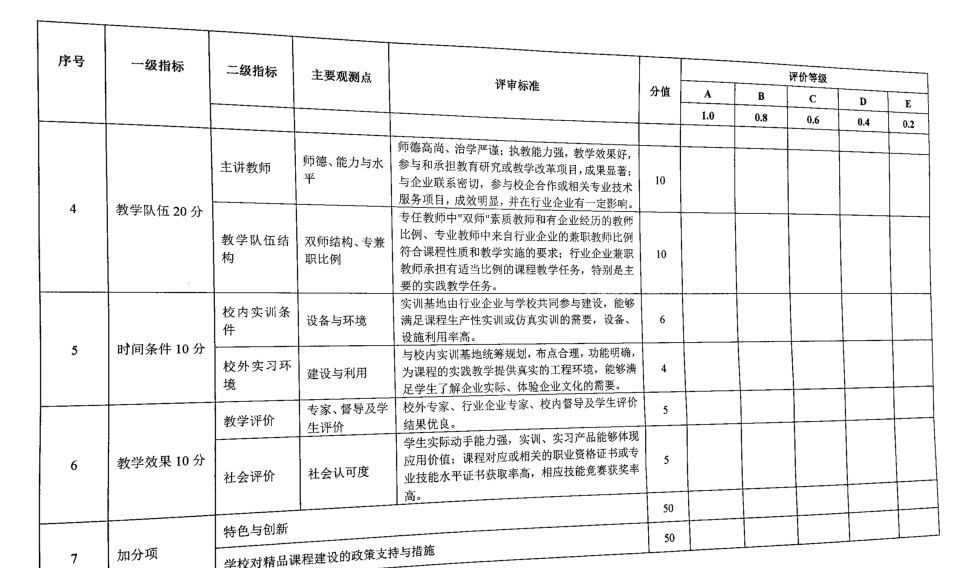 序号 一级指标 二级指标 主要观测点 评审标准 分值 评价等级
A B C D E
1.0 0.8 0.6 0.4 0.2
4 教学队伍 20 分
主讲教师
师德、能力与水
平
师德高尚、治学严谨；执教能力强，教学效果好，
参与和承担教育研究或教学改革项目，成果显著；
与企业联系密切，参与校企合作或相关专业技术
服务项目，成效明显，并在行业企业有一定影响。
10
教学队伍结
构
双师结构、专兼
职比例
专任教师中"双师"素质教师和有企业经历的教师
比例、专业教师中来自行业企业的兼职教师比例
符合课程性质和教学实施的要求；行业企业兼职
教师承担有适当比例的课程教学任务，特别是主
要的实践教学任务。
10
5 时间条件 10 分
校内实训条
件
设备与环境
实训基地由行业企业与学校共同参与建设，能够
满足课程生产性实训或仿真实训的需要，设备、
设施利用率高。
6
校外实习环
境
建设与利用
与校内实训基地统筹规划，布点合理，功能明确，
为课程的实践教学提供真实的工程环境，能够满
足学生了解企业实际、体验企业文化的需要。
4
6 教学效果 10 分
教学评价
专家、督导及学
生评价
校外专家、行业企业专家、校内督导及学生评价
结果优良。
5
社会评价
社会认可度
学生实际动手能力强，实训、实习产品能够体现
应用价值；课程对应或相关的职业资格证书或专
业技能水平证书获取率高，相应技能竞赛获奖率
高。
5
7 加分项
特色与创新
50
学校对精品课程建设的政策支持与措施
50